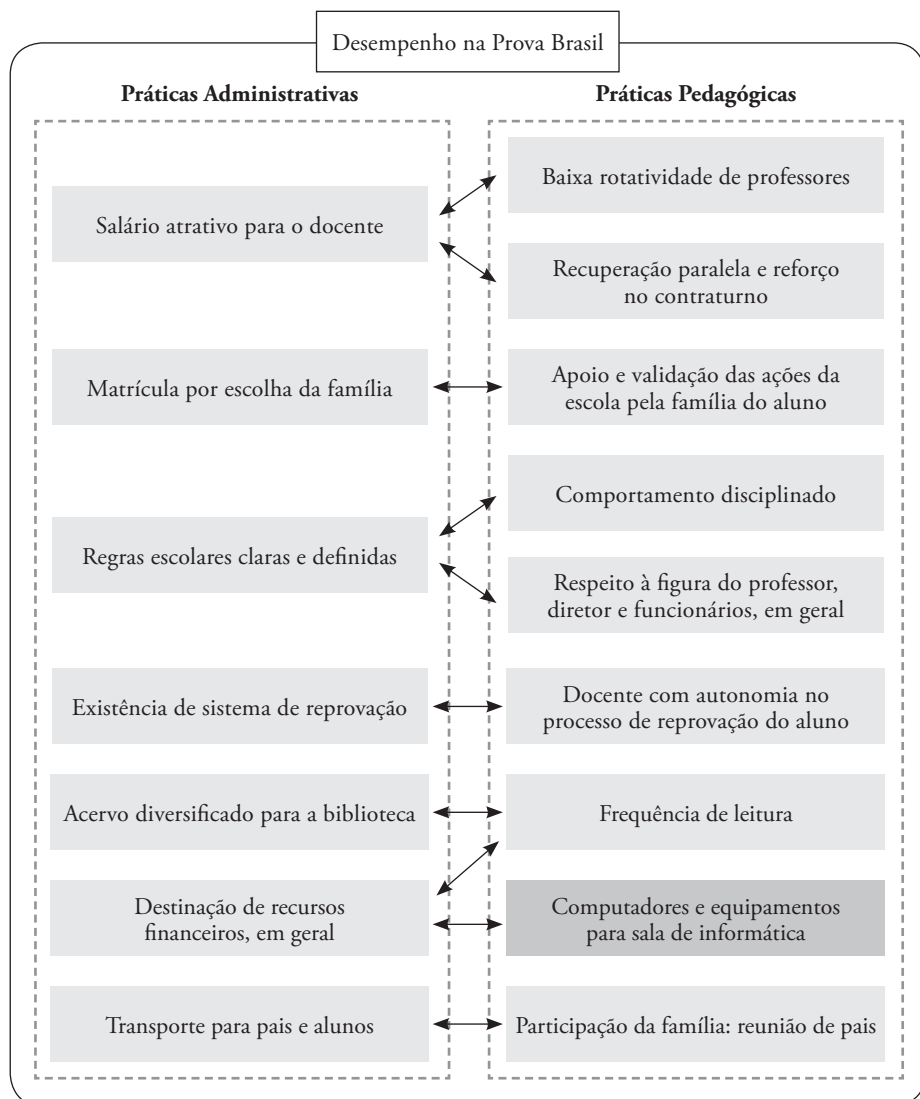 Desempenho na Prova Brasil
Práticas Administrativas
Práticas Pedagógicas
Salário atrativo para o docente
Baixa rotatividade de professores
Recuperação paralela e reforço
no contraturno
Matrícula por escolha da família
Apoio e validação das ações da
escola pela família do aluno
Regras escolares claras e definidas
Comportamento disciplinado
Respeito à figura do professor,
diretor e funcionários, em geral
Existência de sistema de reprovação
Docente com autonomia no
processo de reprovação do aluno
Acervo diversificado para a biblioteca
Frequência de leitura
Destinação de recursos
financeiros, em geral
Computadores e equipamentos
para sala de informática
Transporte para pais e alunos
Participação da família: reunião de pais